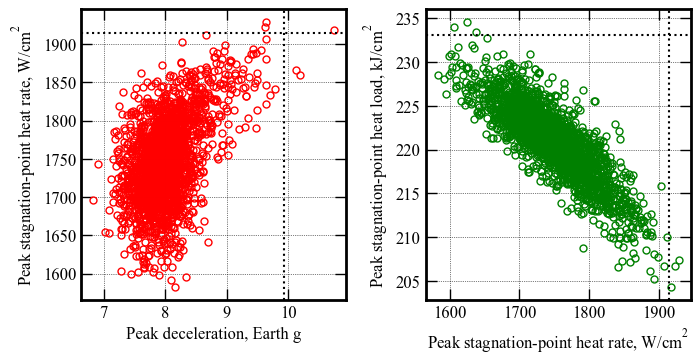 Peak stagnation-point heat rate, W/cm²
1900
1850
1800
1750
1700
1650
1600
7 8 9 10
Peak deceleration, Earth g
Peak stagnation-point heat load, kJ/cm²
235
230
225
220
215
210
205
1600 1700 1800 1900
Peak stagnation-point heat rate, W/cm²